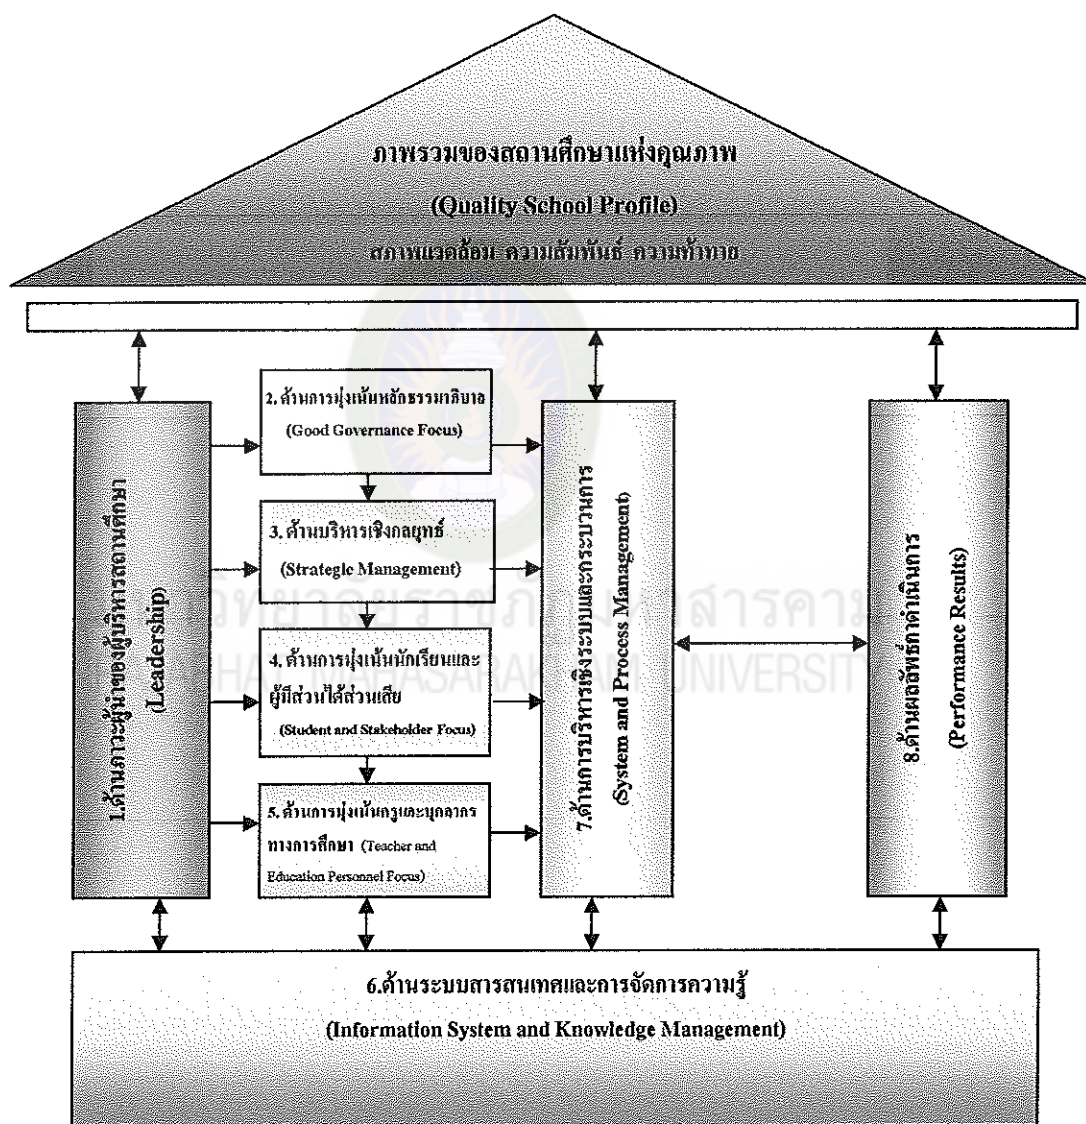 ภาพรวมของสถานศึกษาแห่งคุณภาพ
(Quality School Profile)
สภาพแวดล้อม ความสัมพันธ์ ความท้าทาย
1.ด้านภาวะผู้นำของผู้บริหารสถานศึกษา
(Leadership)
2. ด้านการมุ่งเน้นหลักธรรมาภิบาล
(Good Governance Focus)
3. ด้านบริหารเชิงกลยุทธ์
(Strategic Management)
4. ด้านการมุ่งเน้นนักเรียนและ
ผู้มีส่วนได้ส่วนเสีย
(Student and Stakeholder Focus)
5. ด้านการมุ่งเน้นครูและบุคลากร
ทางการศึกษา (Teacher and
Education Personnel Focus)
7.ด้านการบริหารเชิงระบบและกระบวนการ
(System and Process Management)
8.ด้านผลลัพธ์การดำเนินการ
(Performance Results)
6.ด้านระบบสารสนเทศและการจัดการความรู้
(Information System and Knowledge Management)
UNIVERSITY